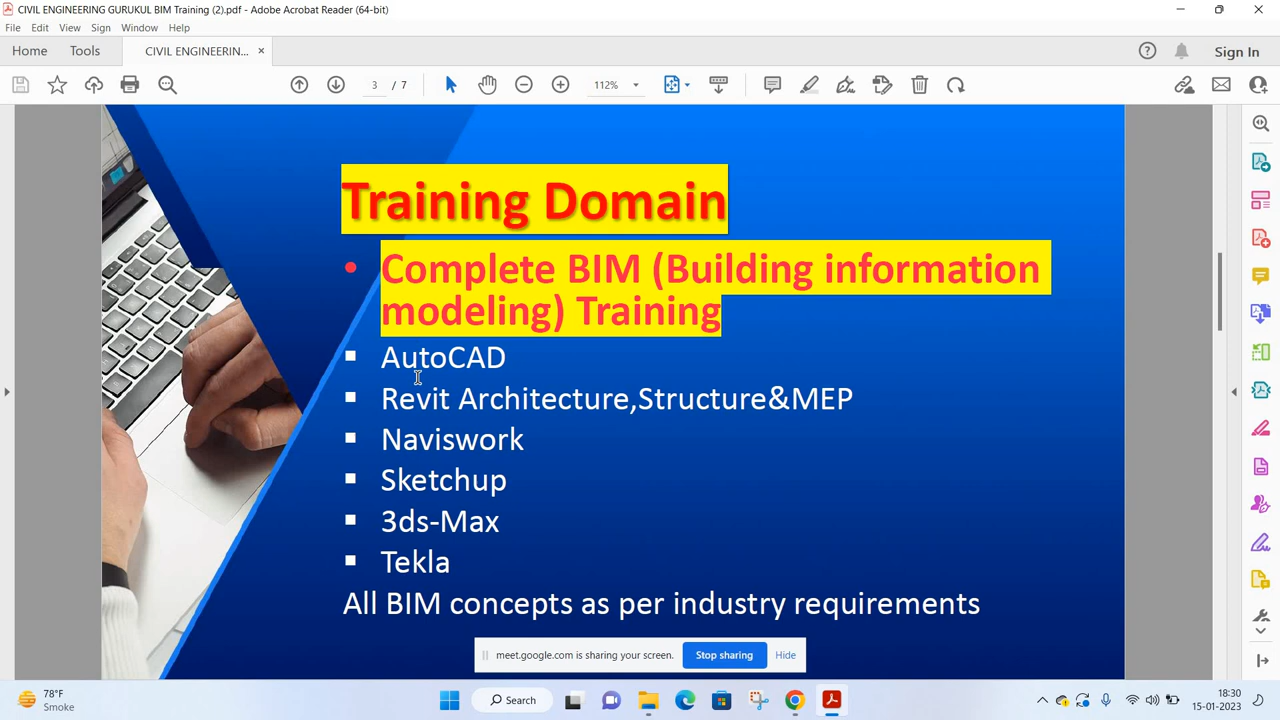 CIVIL ENGINEERING GURUKUL BIM Training (2).pdf - Adobe Acrobat Reader (64-bit)
File Edit View Sign Window Help
Home Tools CIVIL ENGINEERIN... × Sign In
3 / 7 112%
Training Domain
• Complete BIM (Building information
modeling) Training
▪ AutoCAD
▪ Revit Architecture,Structure&MEP
▪ Naviswork
▪ Sketchup
▪ 3ds-Max
▪ Tekla
All BIM concepts as per industry requirements
meet.google.com is sharing your screen. Stop sharing Hide
78°F
Smoke
Search
18:30
15-01-2023